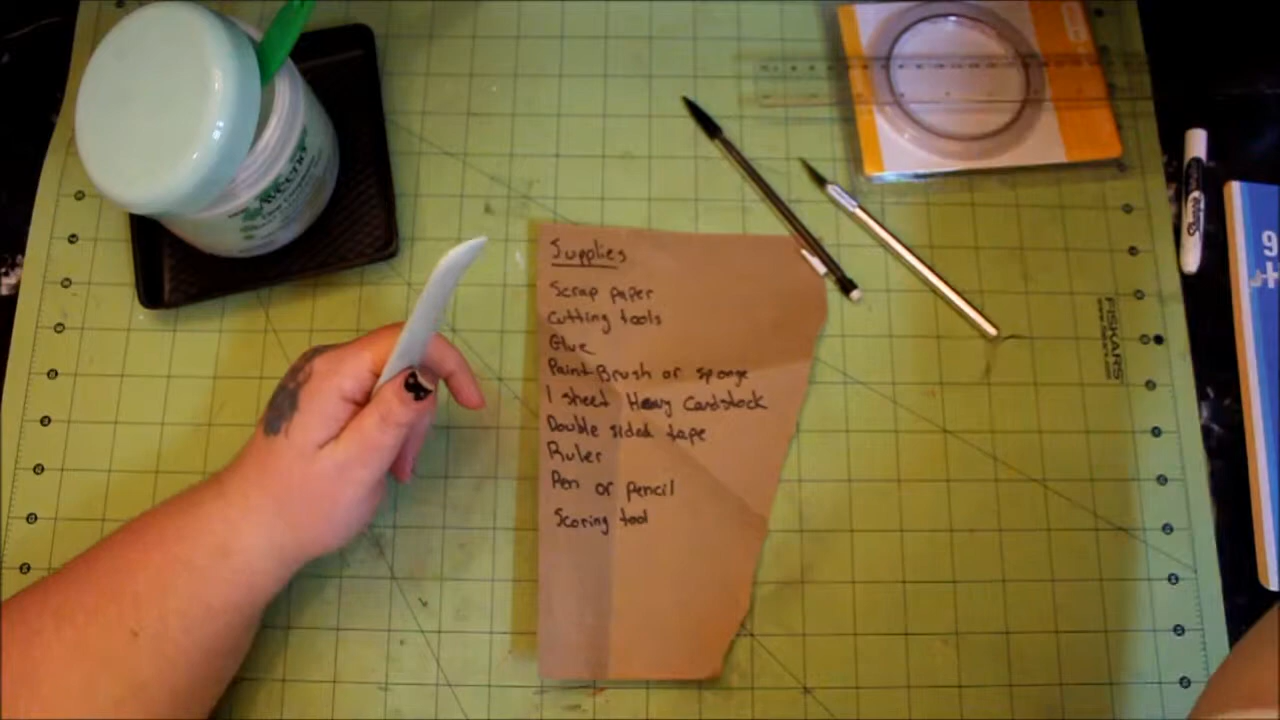 Supplies
Scrap paper
Cutting tools
Glue
Paint Brush or sponge
1 sheet Heavy Cardstock
Double sided tape
Ruler
Pen or pencil
Scoring tool
FISKARS
9